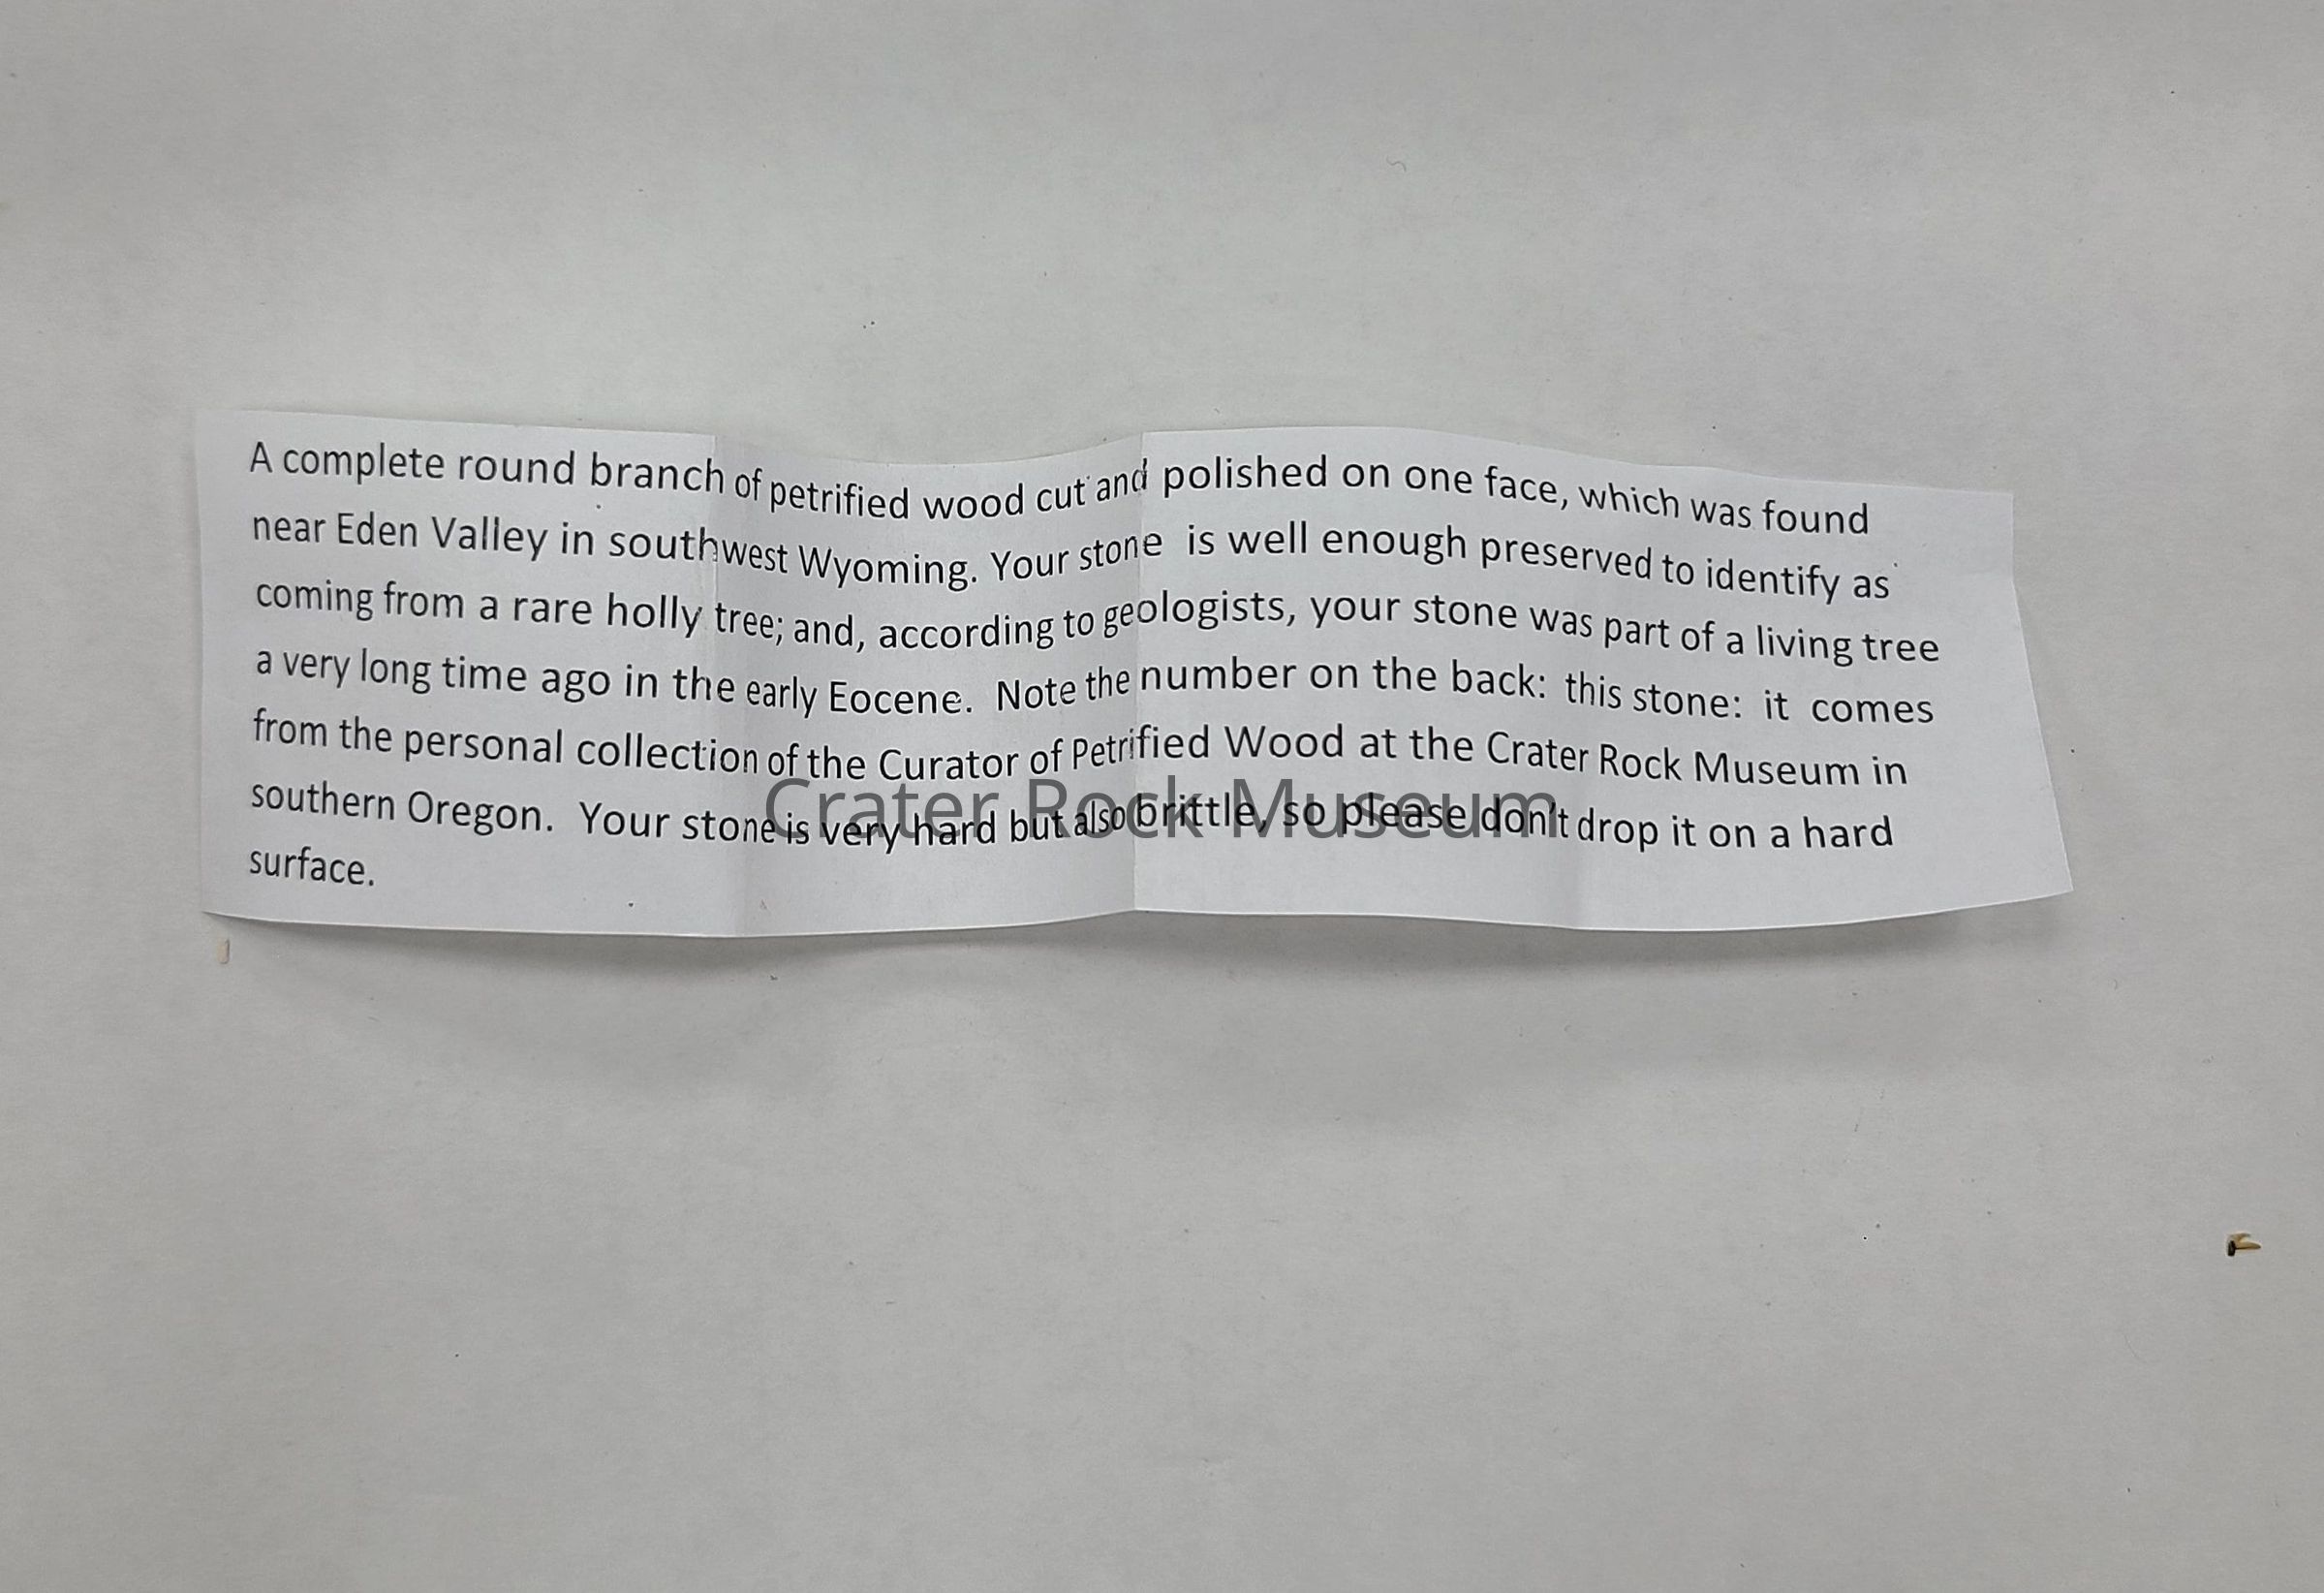 A complete round branch of petrified wood cut and polished on one face, which was found
near Eden Valley in southwest Wyoming. Your stone is well enough preserved to identify as
coming from a rare holly tree; and, according to geologists, your stone was part of a living tree
a very long time ago in the early Eocene. Note the number on the back: this stone: it comes
from the personal collection of the Curator of Petrified Wood at the Crater Rock Museum in
southern Oregon. Your stone is very hard but also brittle, so please don't drop it on a hard
surface.
Crater Rock Museum